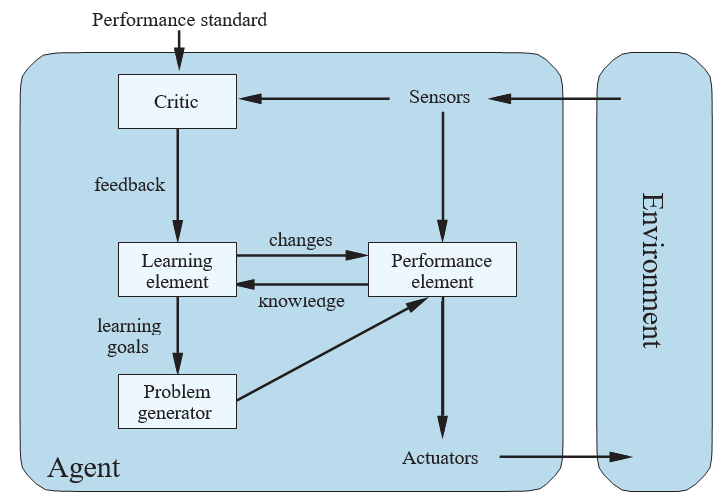 Performance standard
Critic
Sensors
feedback
Learning
element
changes
Performance
element
knowledge
learning
goals
Problem
generator
Agent
Actuators
Environment